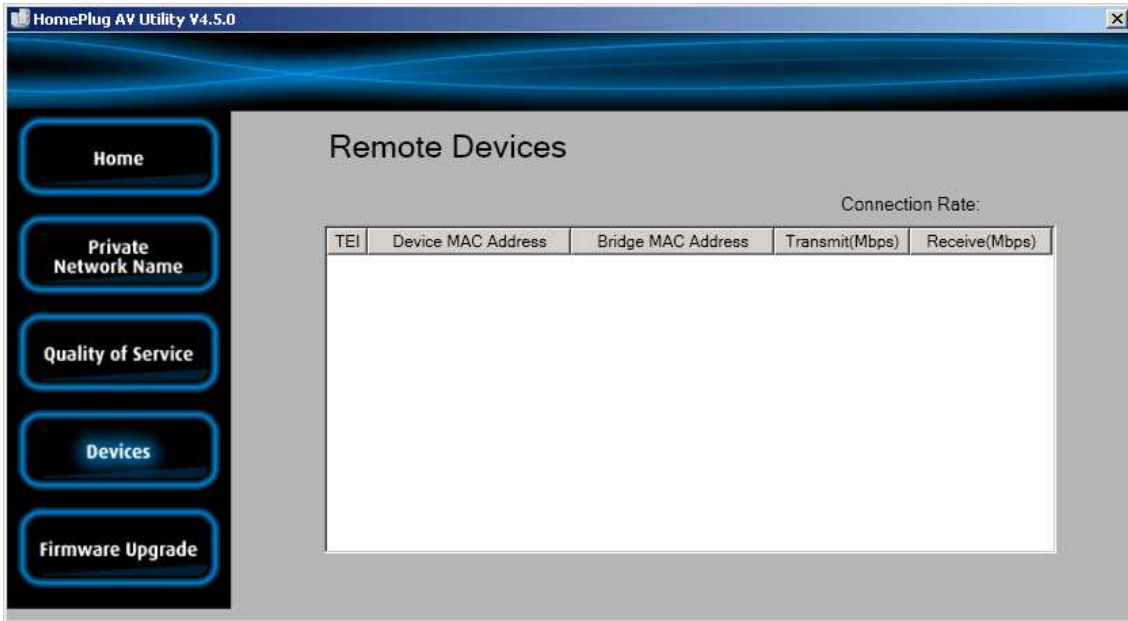 HomePlug AV Utility V4.5.0
Home
Private
Network Name
Quality of Service
Devices
Firmware Upgrade
Remote Devices
Connection Rate:
TEI Device MAC Address Bridge MAC Address Transmit(Mbps) Receive(Mbps)